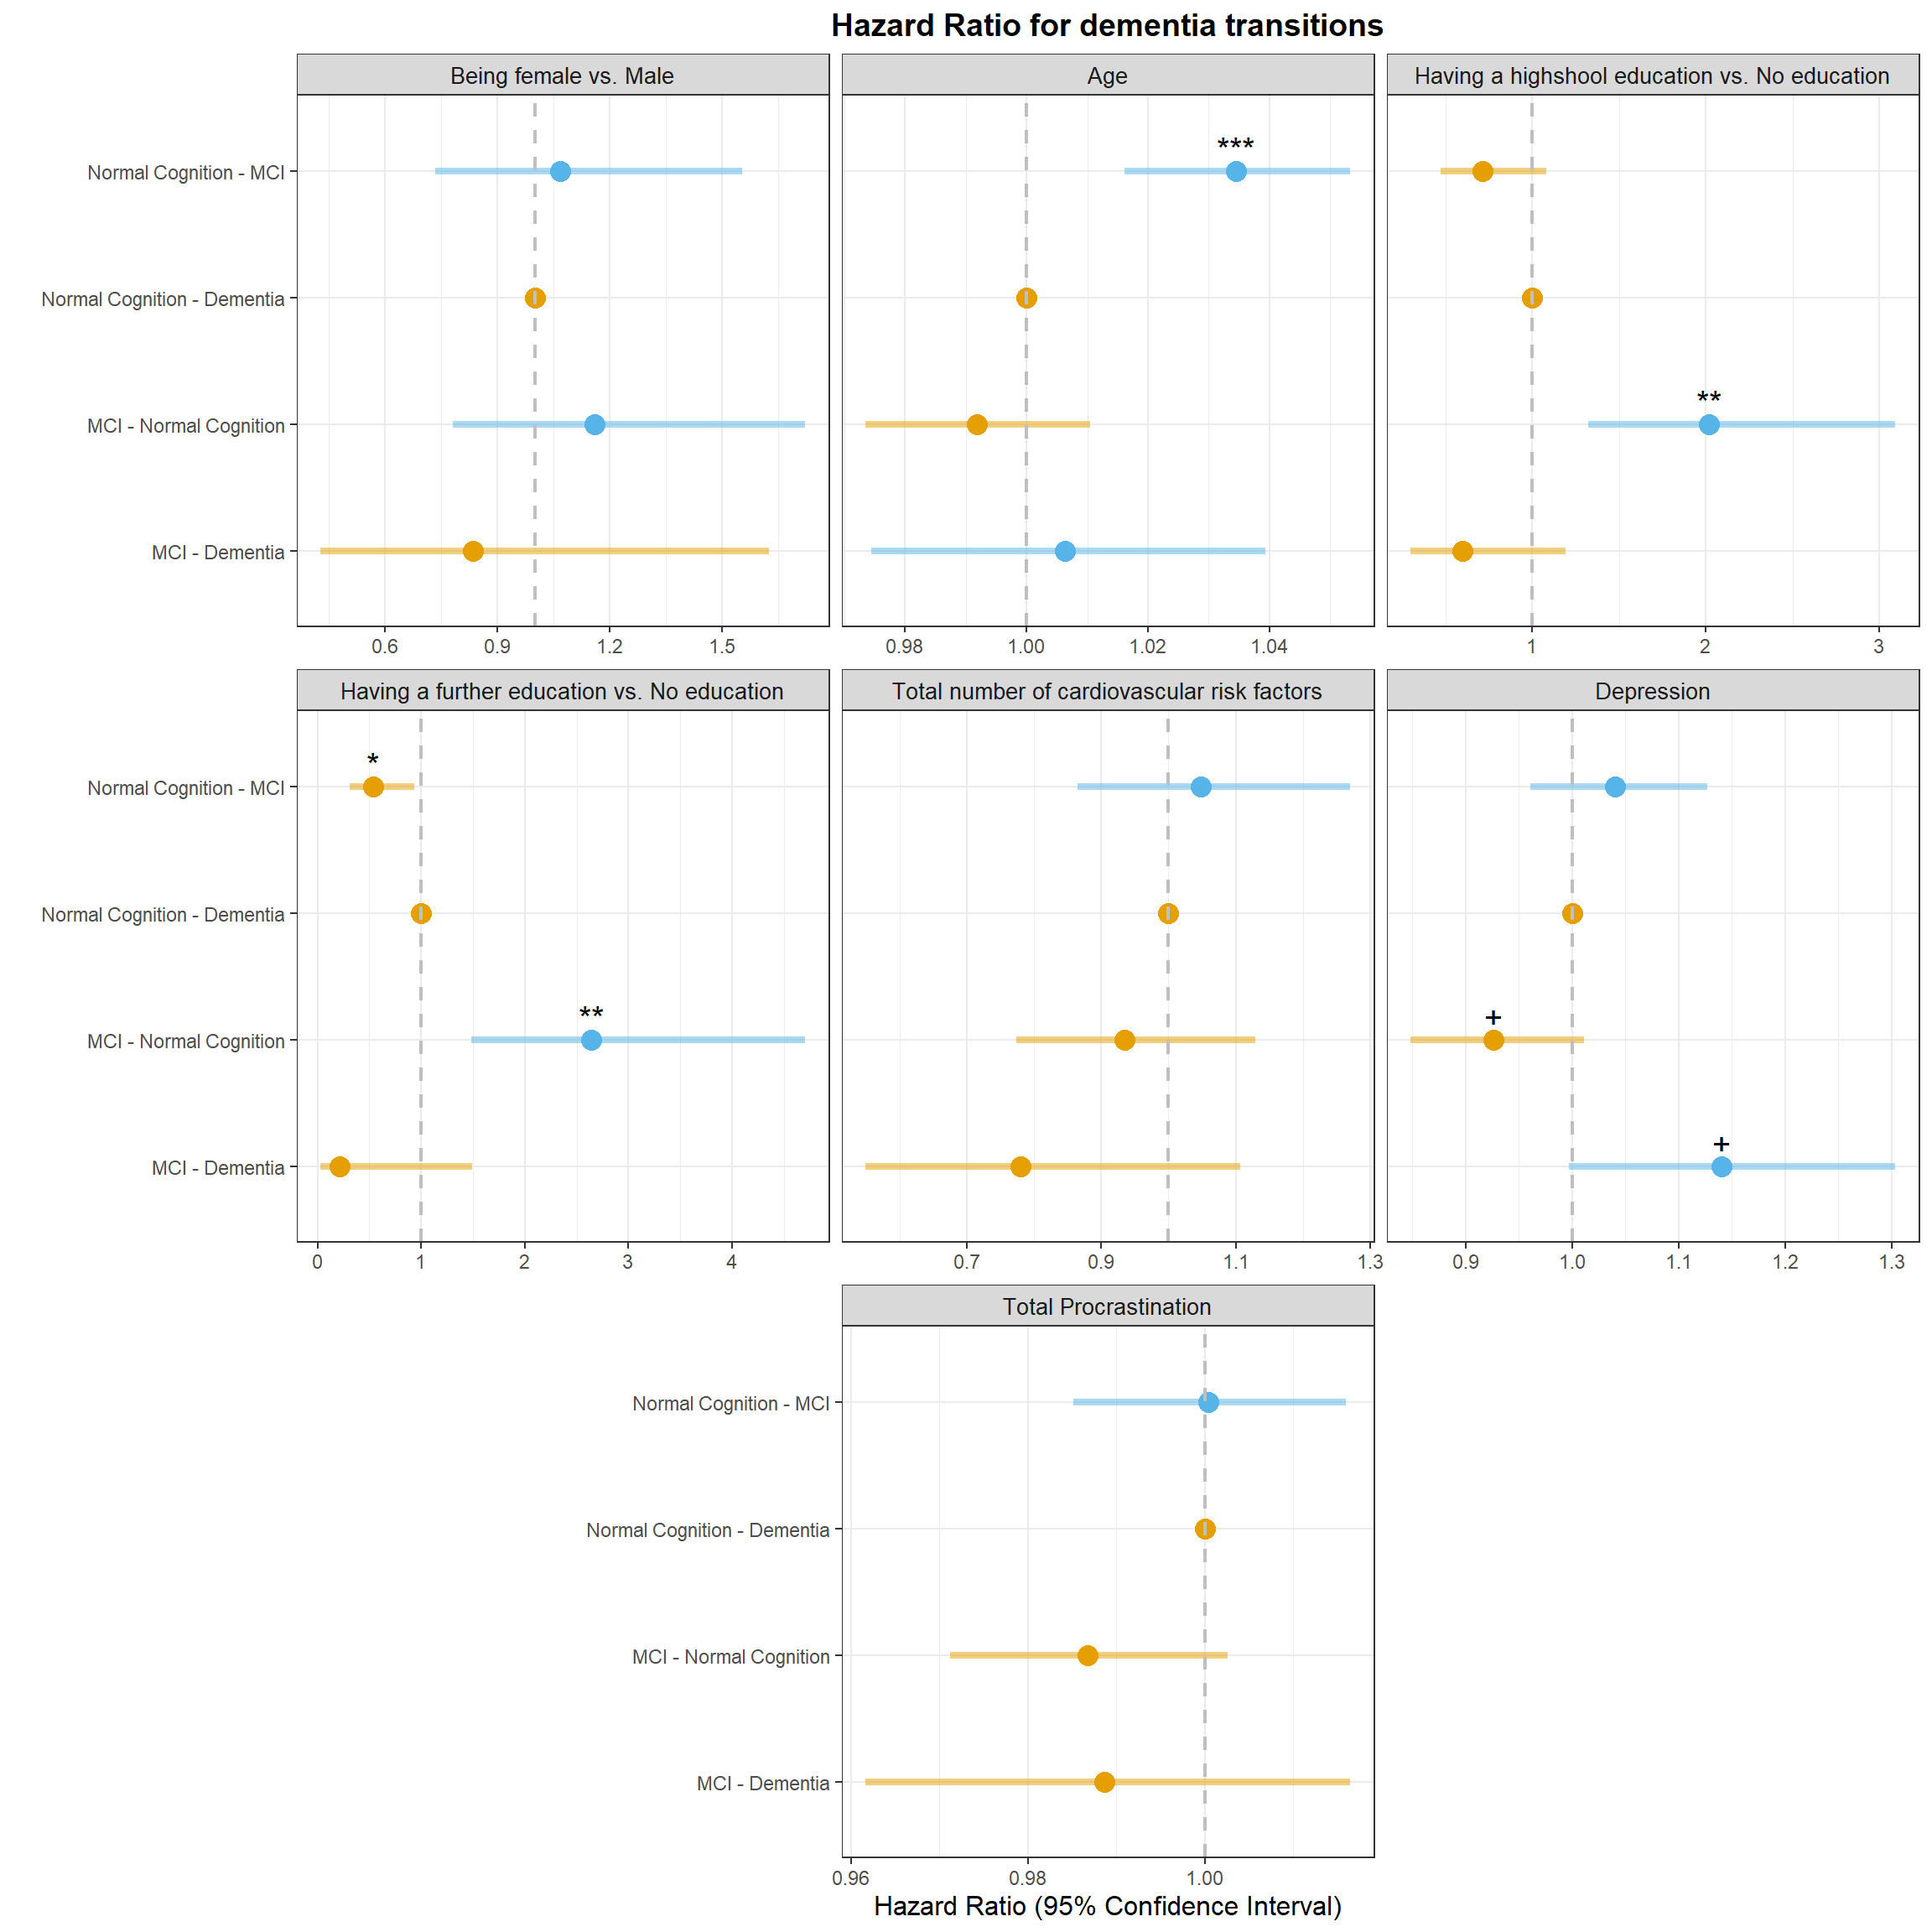 Hazard Ratio for dementia transitions
Being female vs. Male
Age
Having a highshool education vs. No education
***
Normal Cognition - MCI
Normal Cognition - Dementia
**
MCI - Normal Cognition
MCI - Dementia
0.6 0.9 1.2 1.5
0.98 1.00 1.02 1.04
1 2 3
Having a further education vs. No education
Total number of cardiovascular risk factors
Depression
*
Normal Cognition - MCI
Normal Cognition - Dementia
** +
MCI - Normal Cognition
+
MCI - Dementia
0 1 2 3 4
0.7 0.9 1.1 1.3
0.9 1.0 1.1 1.2 1.3
Total Procrastination
Normal Cognition - MCI
Normal Cognition - Dementia
MCI - Normal Cognition
MCI - Dementia
0.96 0.98 1.00
Hazard Ratio (95% Confidence Interval)